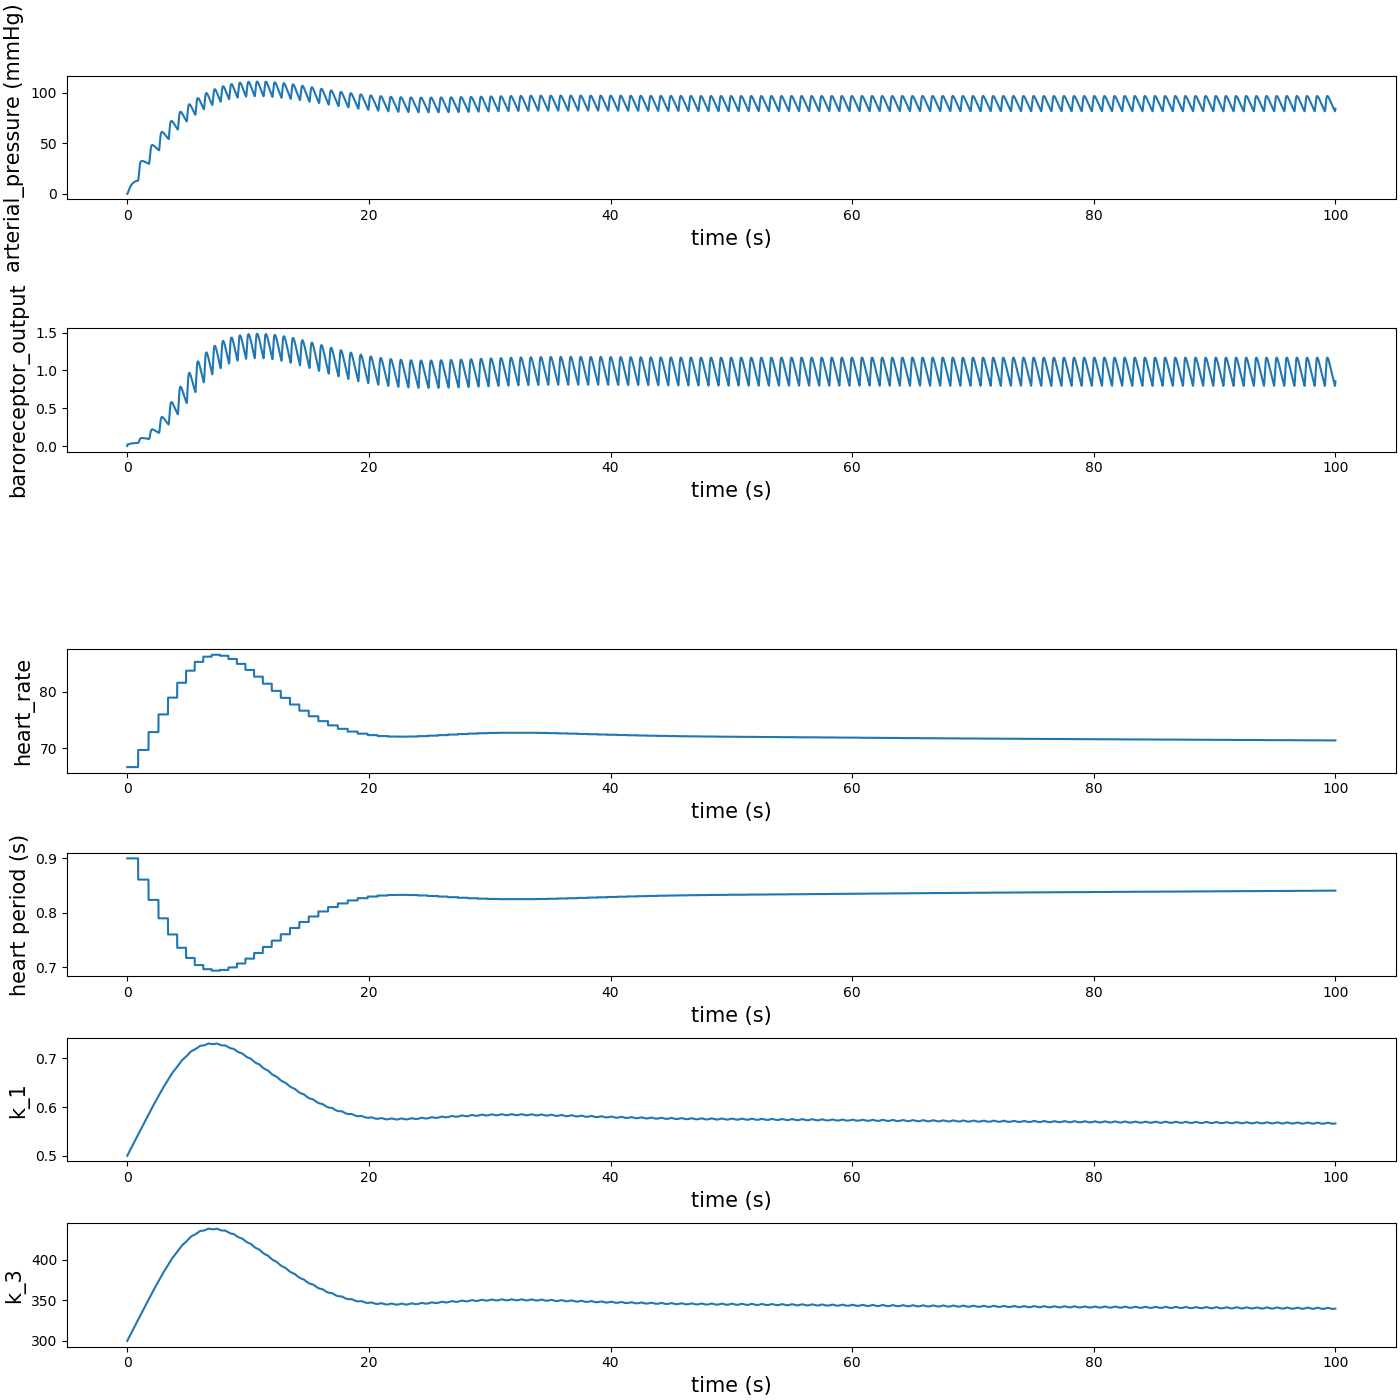 arterial_pressure (mmHg)
100
50
0
0 20 40 60 80 100
time (s)
baroreceptor_output
1.5
1.0
0.5
0.0
0 20 40 60 80 100
time (s)
heart_rate
80
70
0 20 40 60 80 100
time (s)
heart period (s)
0.9
0.8
0.7
0 20 40 60 80 100
time (s)
k_1
0.7
0.6
0.5
0 20 40 60 80 100
time (s)
k_3
400
350
300
0 20 40 60 80 100
time (s)